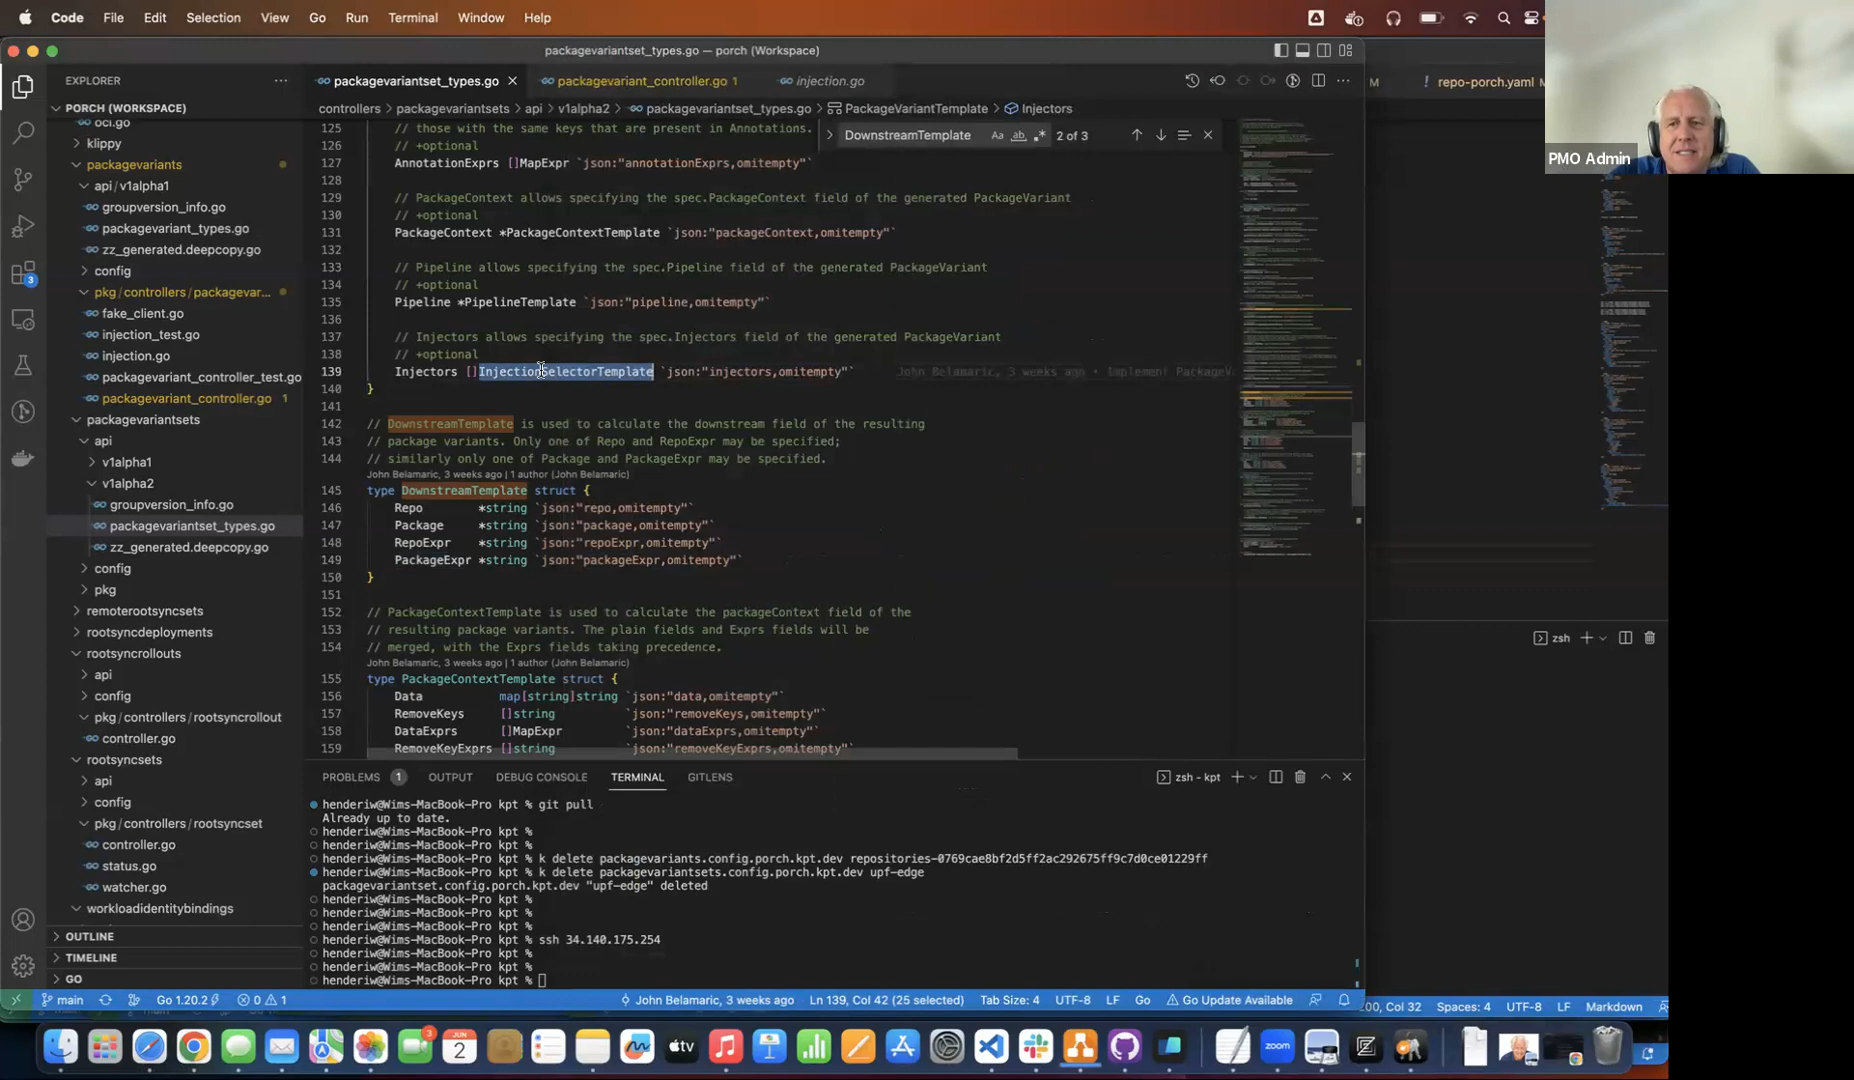 Code File Edit Selection View Go Run Terminal Window Help
packagevariantset_types.go — porch (Workspace)
EXPLORER
packagevariantset_types.go
packagevariant_controller.go 1
injection.go
M
! repo-porch.yaml
PMO Admin
PORCH (WORKSPACE)
controllers > packagevariantsets > api > v1alpha2 > packagevariantset_types.go > PackageVariantTemplate > Injectors
DownstreamTemplate Aa ab 2 of 3
oci.go
klippy
packagevariants
api/v1alpha1
groupversion_info.go
packagevariant_types.go
zz_generated.deepcopy.go
config
pkg/controllers/packagevar...
fake_client.go
injection_test.go
injection.go
packagevariant_controller_test.go
packagevariant_controller.go 1
packagevariantsets
api
v1alpha1
v1alpha2
groupversion_info.go
packagevariantset_types.go
zz_generated.deepcopy.go
config
pkg
remoterootsyncsets
rootsyncdeployments
rootsyncrollouts
api
config
pkg/controllers/rootsyncrollout
controller.go
rootsyncsets
api
config
pkg/controllers/rootsyncset
controller.go
status.go
watcher.go
workloadidentitybindings
OUTLINE
TIMELINE
GO
3
125 // those with the same keys that are present in Annotations.
126 // +optional
127 AnnotationExprs []MapExpr `json:"annotationExprs,omitempty"`
128
129 // PackageContext allows specifying the spec.PackageContext field of the generated PackageVariant
130 // +optional
131 PackageContext *PackageContextTemplate `json:"packageContext,omitempty"`
132
133 // Pipeline allows specifying the spec.Pipeline field of the generated PackageVariant
134 // +optional
135 Pipeline *PipelineTemplate `json:"pipeline,omitempty"`
136
137 // Injectors allows specifying the spec.Injectors field of the generated PackageVariant
138 // +optional
139 Injectors []InjectionSelectorTemplate `json:"injectors,omitempty"` John Belamaric, 3 weeks ago • Implement PackageV
140 }
141
142 // DownstreamTemplate is used to calculate the downstream field of the resulting
143 // package variants. Only one of Repo and RepoExpr may be specified;
144 // similarly only one of Package and PackageExpr may be specified.
John Belamaric, 3 weeks ago | 1 author (John Belamaric)
145 type DownstreamTemplate struct {
146 Repo *string `json:"repo,omitempty"`
147 Package *string `json:"package,omitempty"`
148 RepoExpr *string `json:"repoExpr,omitempty"`
149 PackageExpr *string `json:"packageExpr,omitempty"`
150 }
151
152 // PackageContextTemplate is used to calculate the packageContext field of the
153 // resulting package variants. The plain fields and Exprs fields will be
154 // merged, with the Exprs fields taking precedence.
John Belamaric, 3 weeks ago | 1 author (John Belamaric)
155 type PackageContextTemplate struct {
156 Data map[string]string `json:"data,omitempty"`
157 RemoveKeys []string `json:"removeKeys,omitempty"`
158 DataExprs []MapExpr `json:"dataExprs,omitempty"`
159 RemoveKeyExprs []string `json:"removeKeyExprs,omitempty"`
PROBLEMS 1 OUTPUT DEBUG CONSOLE TERMINAL GITLENS
zsh - kpt
zsh
henderiw@Wims-MacBook-Pro kpt % git pull
Already up to date.
henderiw@Wims-MacBook-Pro kpt %
henderiw@Wims-MacBook-Pro kpt %
henderiw@Wims-MacBook-Pro kpt % k delete packagevariants.config.porch.kpt.dev repositories-0769cae8bf2d5ff2ac292675ff9c7d0ce01229ff
henderiw@Wims-MacBook-Pro kpt % k delete packagevariantsets.config.porch.kpt.dev upf-edge
packagevariantset.config.porch.kpt.dev "upf-edge" deleted
henderiw@Wims-MacBook-Pro kpt %
henderiw@Wims-MacBook-Pro kpt %
henderiw@Wims-MacBook-Pro kpt %
henderiw@Wims-MacBook-Pro kpt % ssh 34.140.175.254
henderiw@Wims-MacBook-Pro kpt %
henderiw@Wims-MacBook-Pro kpt %
henderiw@Wims-MacBook-Pro kpt %
main Go 1.20.2 0 1 John Belamaric, 3 weeks ago Ln 139, Col 42 (25 selected) Tab Size: 4 UTF-8 LF Go Go Update Available
Col 32 Spaces: 4 UTF-8 LF Markdown
3
JUN
2
tv
zoom